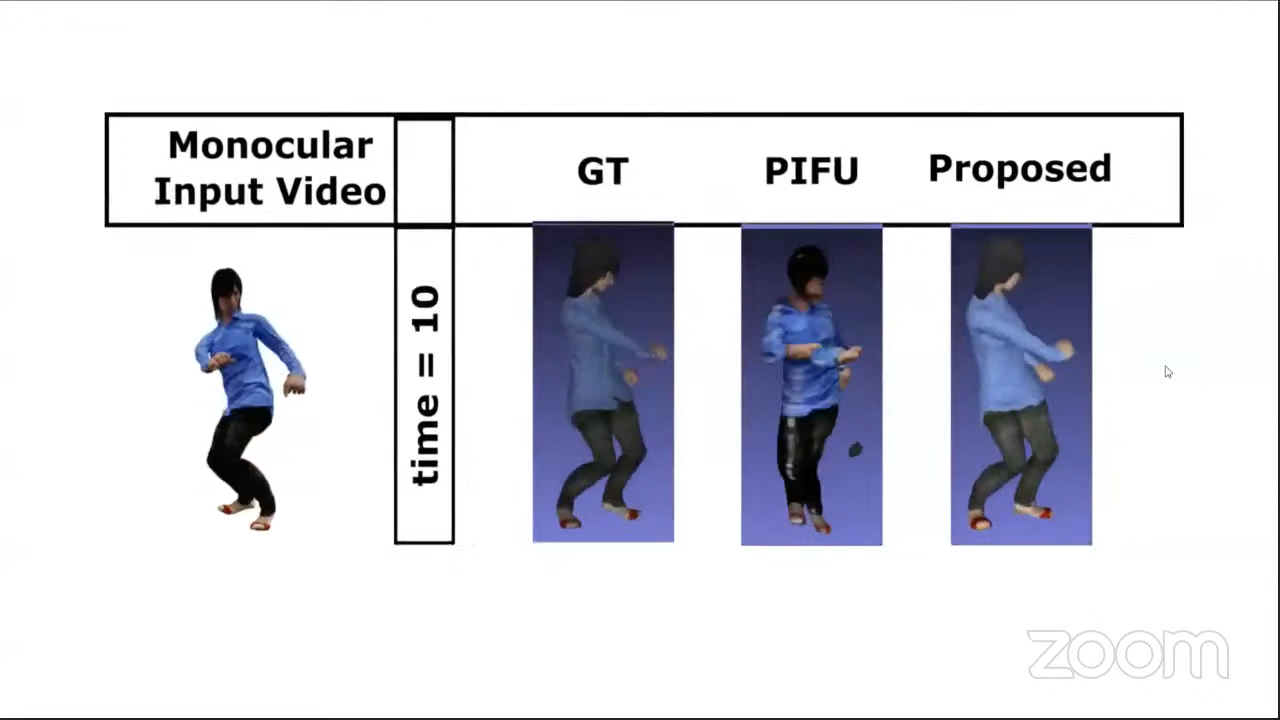 Monocular
Input Video
GT
PIFU
Proposed
time = 10
zoom